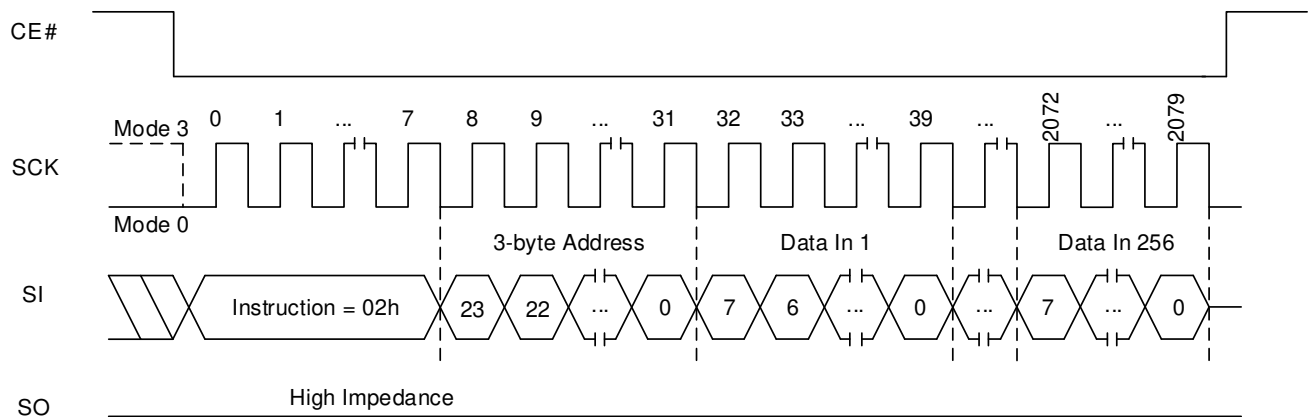 CE#
0 1 ... 7 8 9 ... 31 32 33 ... 39 ... 2072 ... 2079
Mode 3
SCK
Mode 0
3-byte Address Data In 1 Data In 256
SI
Instruction = 02h 23 22 ... 0 7 6 ... 0 ... 7 ... 0
High Impedance
SO